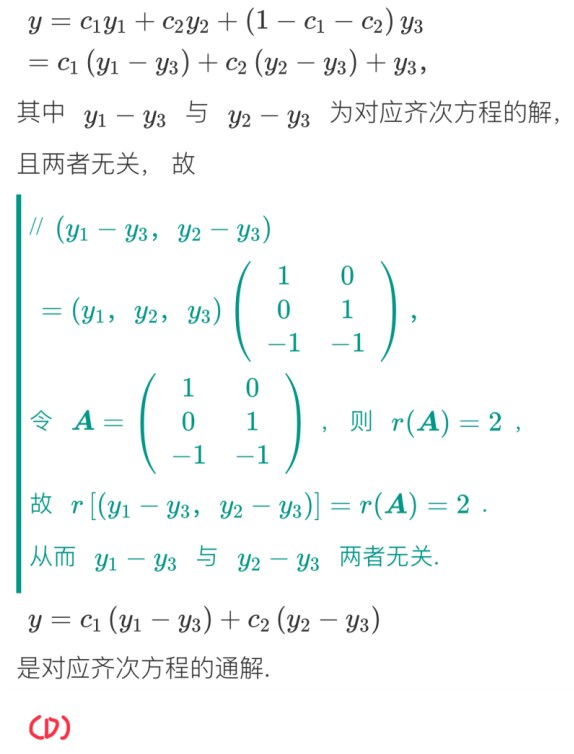 y = c₁y₁ + c₂y₂ + (1 − c₁ − c₂) y₃
= c₁ (y₁ − y₃) + c₂ (y₂ − y₃) + y₃,
其中 y₁ − y₃ 与 y₂ − y₃ 为对应齐次方程的解,
且两者无关, 故
// (y₁ − y₃, y₂ − y₃)
= (y₁, y₂, y₃) ( 1 0
0 1
−1 −1 ) ,
令 A = ( 1 0
0 1
−1 −1 ) , 则 r(A) = 2 ,
故 r [(y₁ − y₃, y₂ − y₃)] = r(A) = 2 .
从而 y₁ − y₃ 与 y₂ − y₃ 两者无关.
y = c₁ (y₁ − y₃) + c₂ (y₂ − y₃)
是对应齐次方程的通解.
(D)